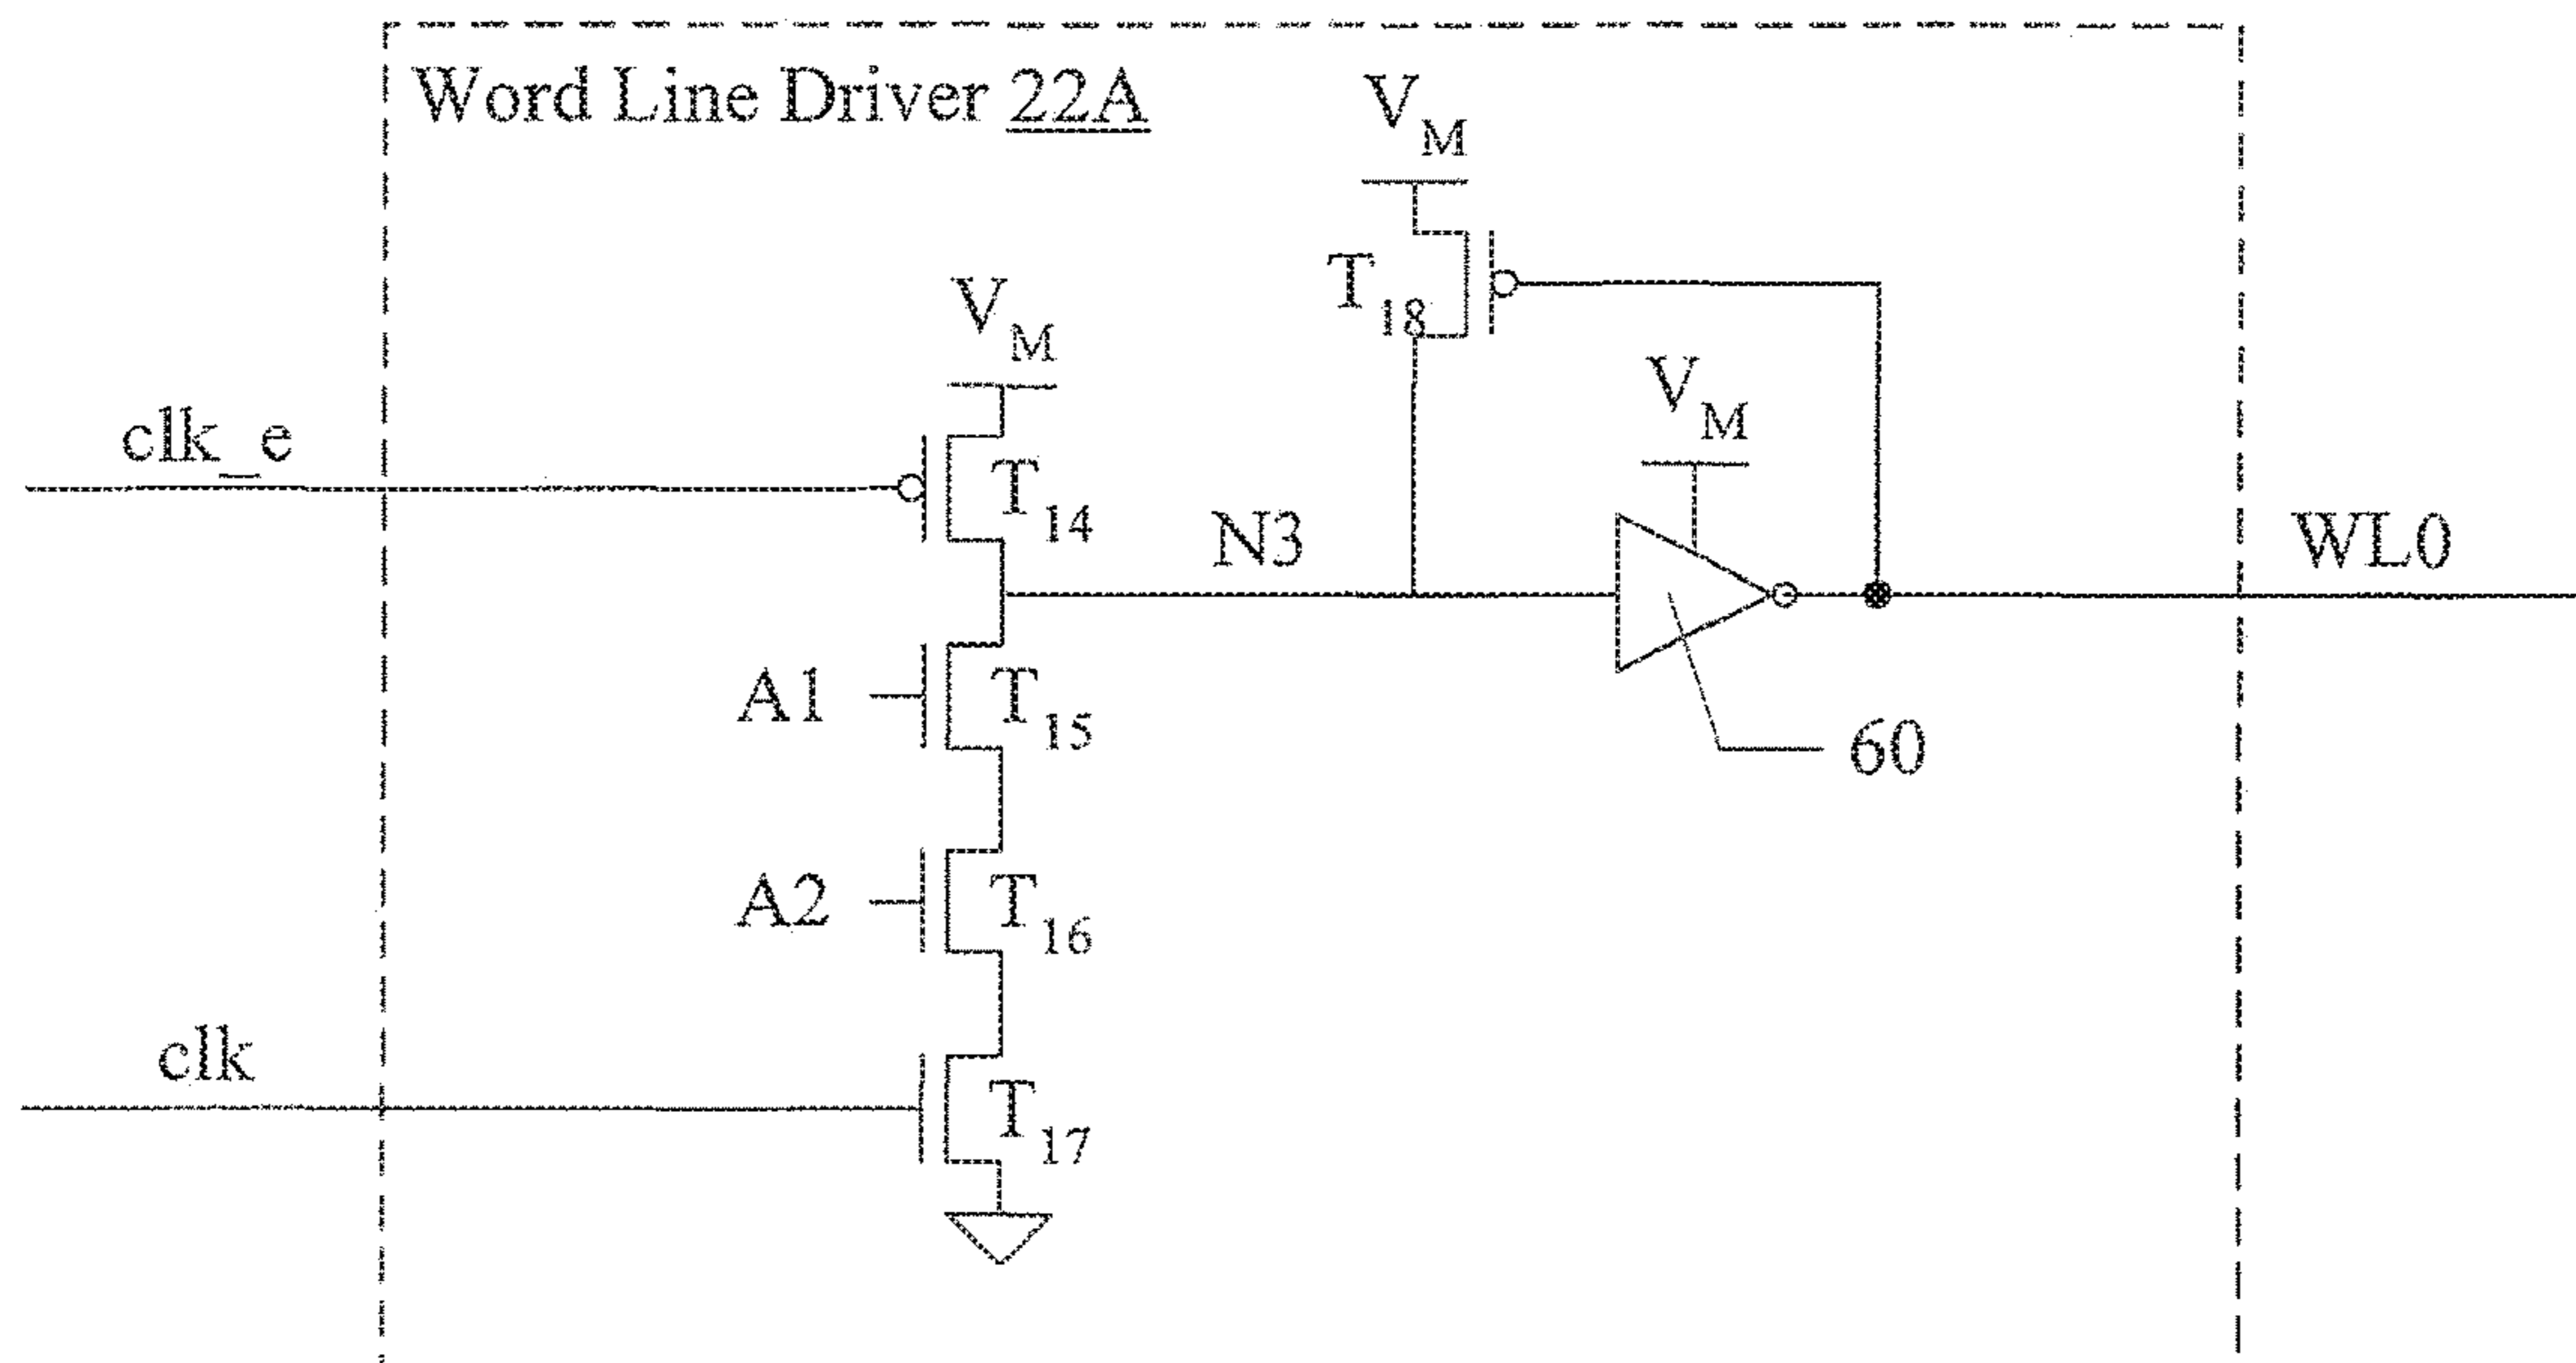 Word Line Driver 22A
VM
T18
VM
VM
clk_e
T14
N3
WL0
A1
T15
60
A2
T16
clk
T17